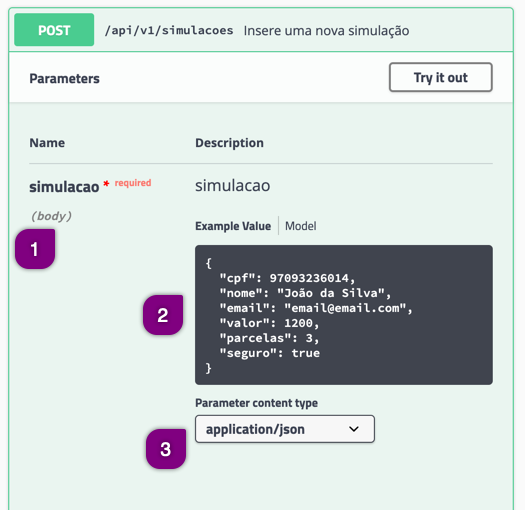 POST /api/v1/simulacoes Insere uma nova simulação
Parameters Try it out
Name Description
simulacao * required simulacao
(body)
Example Value Model
1
{
"cpf": 97093236014,
"nome": "João da Silva",
"email": "email@email.com",
2 "valor": 1200,
"parcelas": 3,
"seguro": true
}
Parameter content type
application/json
3